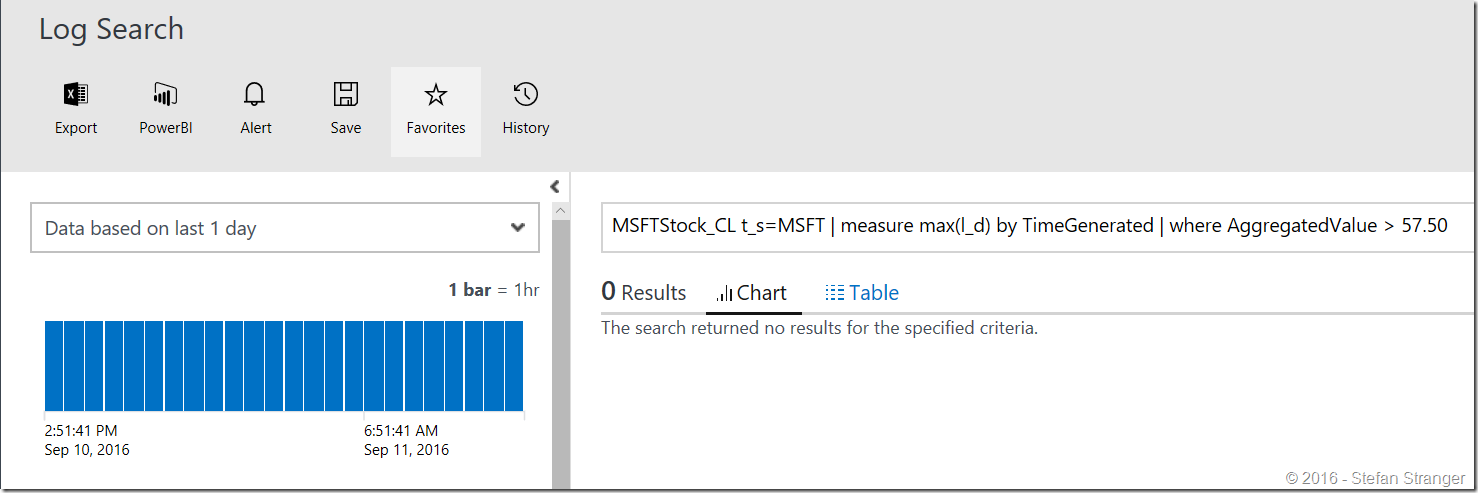 Log Search
Export PowerBI Alert Save Favorites History
Data based on last 1 day
1 bar = 1hr
2:51:41 PM
Sep 10, 2016
6:51:41 AM
Sep 11, 2016
MSFTStock_CL t_s=MSFT | measure max(l_d) by TimeGenerated | where AggregatedValue > 57.50
0 Results Chart Table
The search returned no results for the specified criteria.
© 2016 - Stefan Stranger